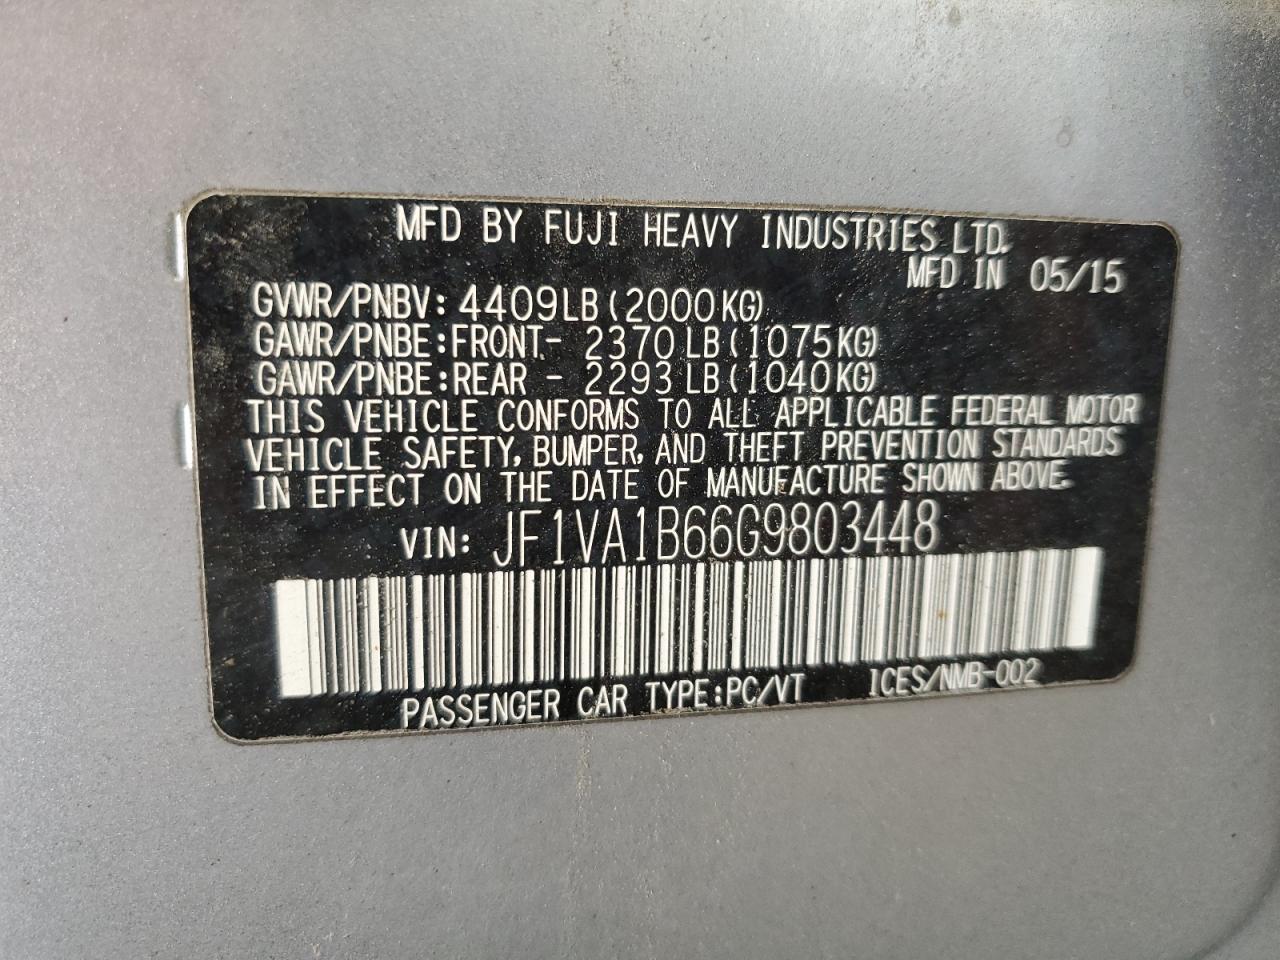 MFD BY FUJI HEAVY INDUSTRIES LTD.
MFD IN 05/15
GVWR/PNBV: 4409LB (2000KG)
GAWR/PNBE:FRONT- 2370 LB (1075KG)
GAWR/PNBE:REAR - 2293 LB (1040KG)
THIS VEHICLE CONFORMS TO ALL APPLICABLE FEDERAL MOTOR
VEHICLE SAFETY, BUMPER, AND THEFT PREVENTION STANDARDS
IN EFFECT ON THE DATE OF MANUFACTURE SHOWN ABOVE.
VIN: JF1VA1B66G9803448
PASSENGER CAR TYPE:PC/VT ICES/NMB-002